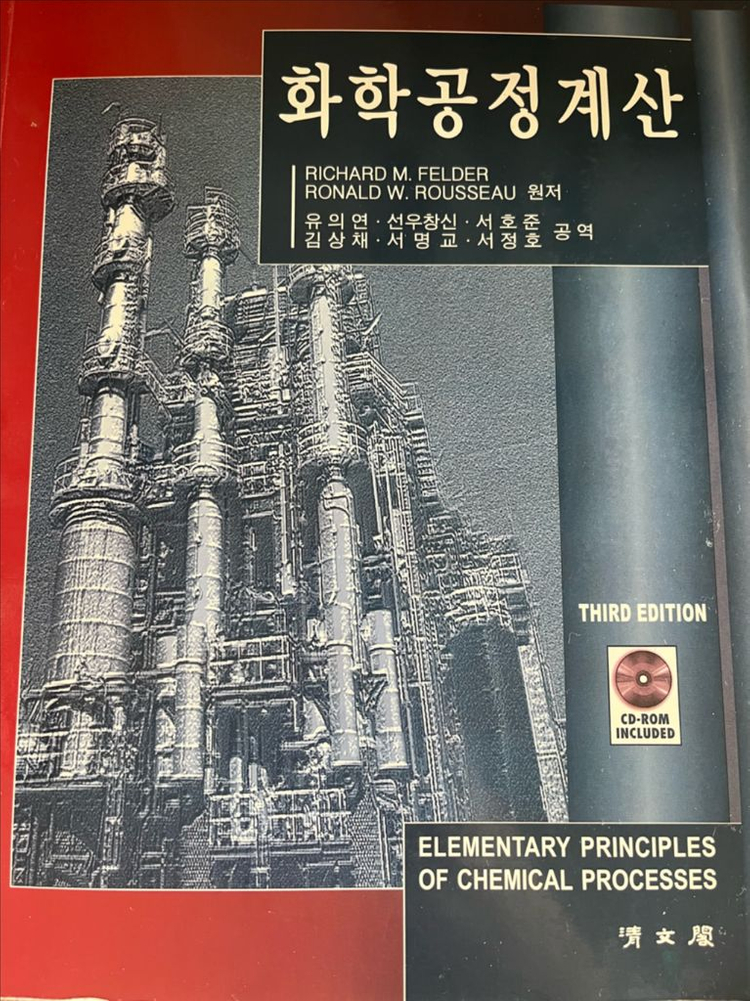 화학공정계산
RICHARD M. FELDER
RONALD W. ROUSSEAU 원저
유의연 · 선우창신 · 서호준
김상채 · 서명교 · 서정호 공역
THIRD EDITION
CD-ROM
INCLUDED
ELEMENTARY PRINCIPLES
OF CHEMICAL PROCESSES
淸文閣